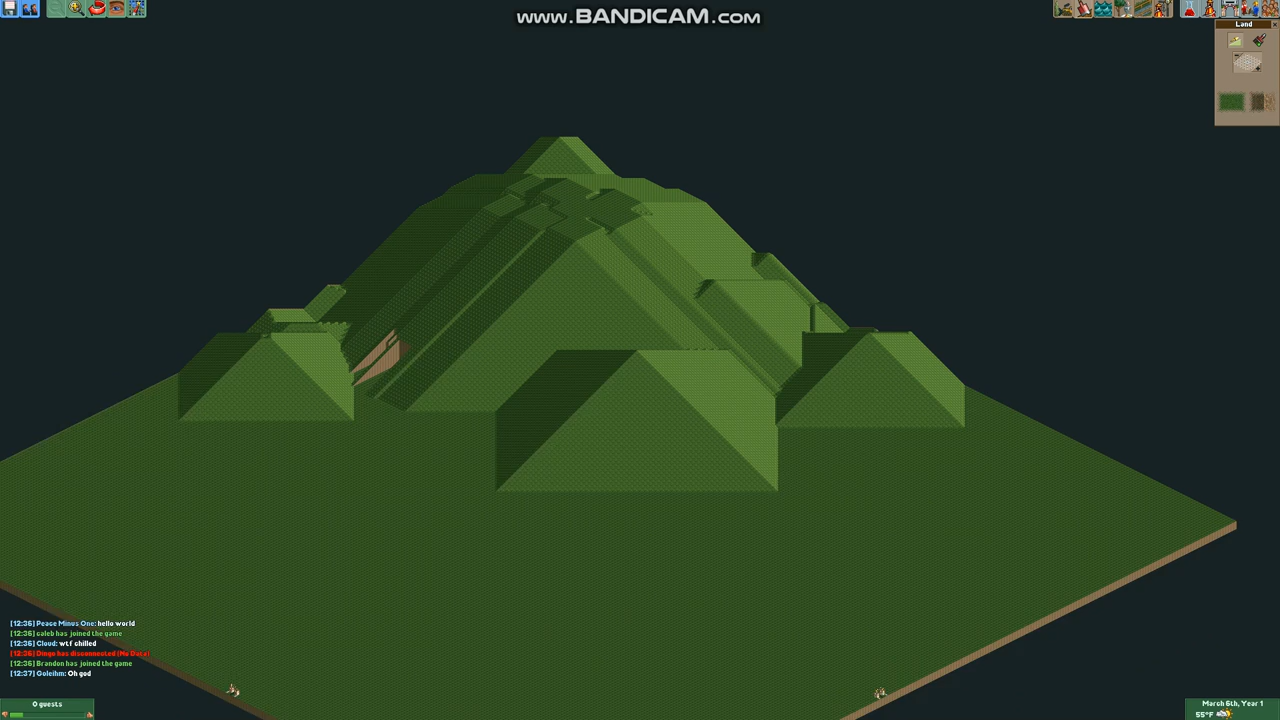 www.BANDICAM.com
Land
[12:36] Peace Minus One: hello world
[12:36] caleb has joined the game
[12:36] Cloud: wtf chilled
[12:36] Dingo has disconnected (No Data)
[12:36] Brandon has joined the game
[12:37] Goleihm: Oh god
0 guests
March 6th, Year 1
55°F